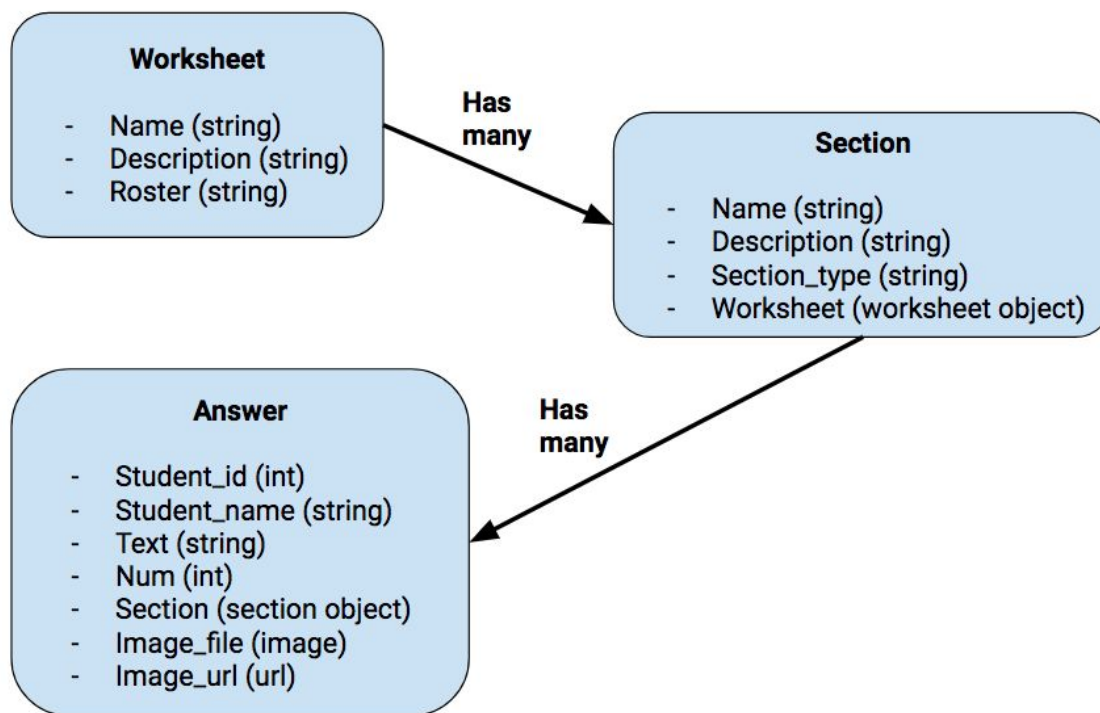 Worksheet
- Name (string)
- Description (string)
- Roster (string)
Has
many
Section
- Name (string)
- Description (string)
- Section_type (string)
- Worksheet (worksheet object)
Has
many
Answer
- Student_id (int)
- Student_name (string)
- Text (string)
- Num (int)
- Section (section object)
- Image_file (image)
- Image_url (url)